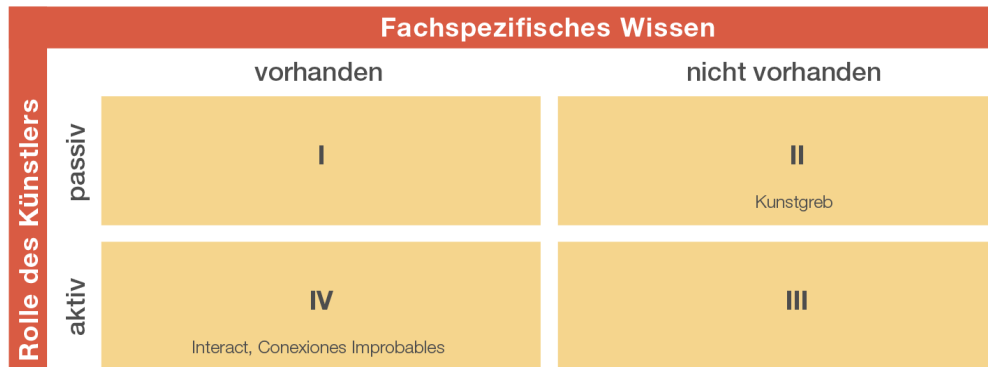 Fachspezifisches Wissen
vorhanden
nicht vorhanden
Rolle des Künstlers
passiv
I
II
Kunstgreb
aktiv
IV
III
Interact, Conexiones Improbables